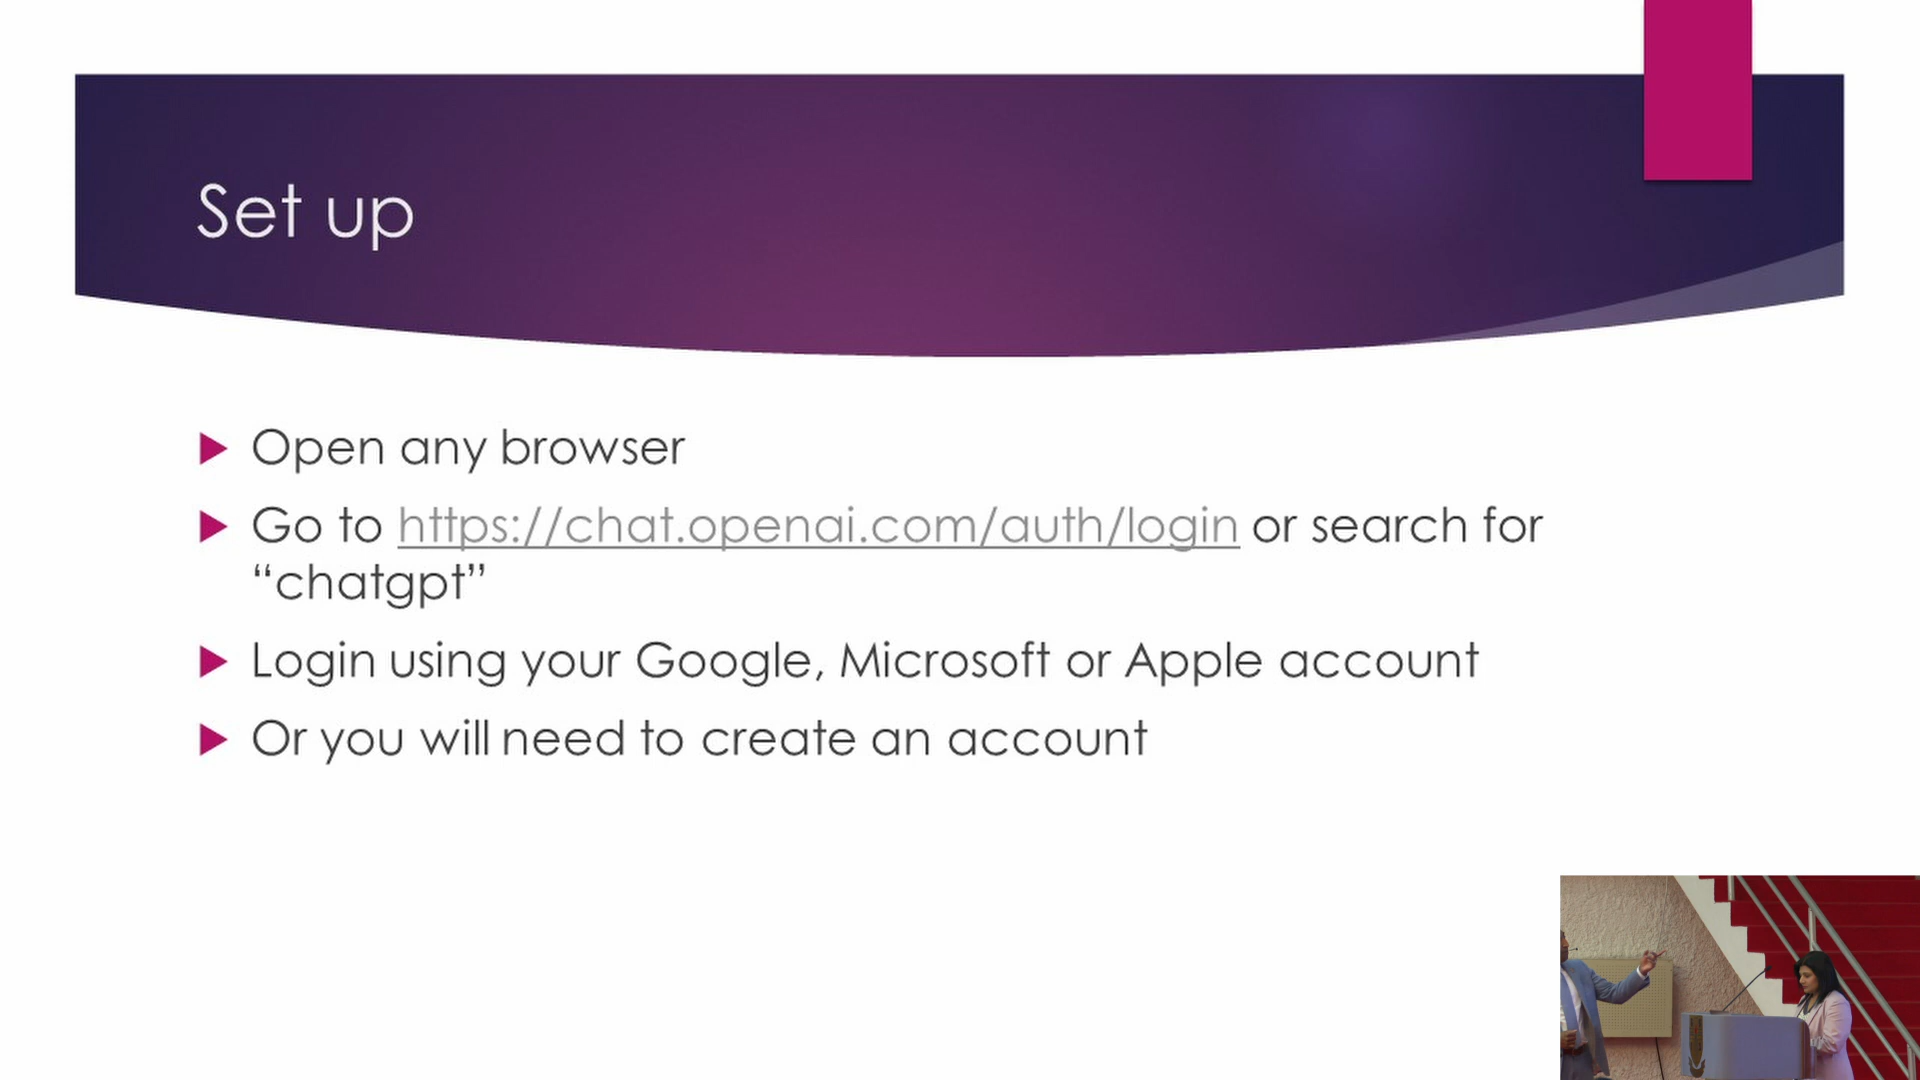 Set up
Open any browser
Go to https://chat.openai.com/auth/login or search for
“chatgpt”
Login using your Google, Microsoft or Apple account
Or you will need to create an account